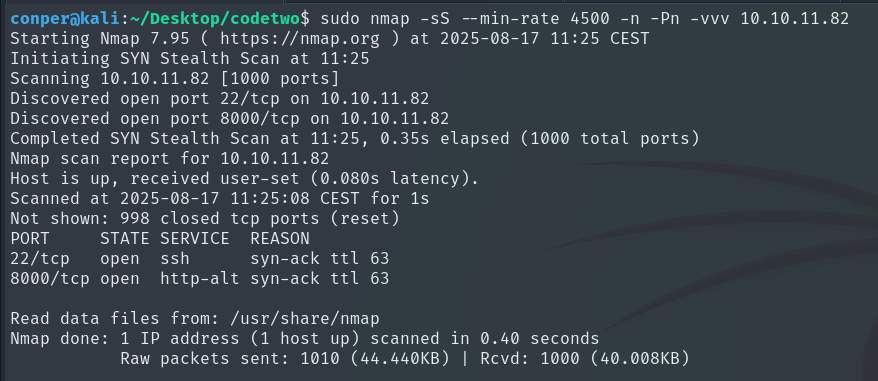 conper@kali:~/Desktop/codetwo$ sudo nmap -sS --min-rate 4500 -n -Pn -vvv 10.10.11.82
Starting Nmap 7.95 ( https://nmap.org ) at 2025-08-17 11:25 CEST
Initiating SYN Stealth Scan at 11:25
Scanning 10.10.11.82 [1000 ports]
Discovered open port 22/tcp on 10.10.11.82
Discovered open port 8000/tcp on 10.10.11.82
Completed SYN Stealth Scan at 11:25, 0.35s elapsed (1000 total ports)
Nmap scan report for 10.10.11.82
Host is up, received user-set (0.080s latency).
Scanned at 2025-08-17 11:25:08 CEST for 1s
Not shown: 998 closed tcp ports (reset)
PORT     STATE SERVICE  REASON
22/tcp   open  ssh      syn-ack ttl 63
8000/tcp open  http-alt syn-ack ttl 63
Read data files from: /usr/share/nmap
Nmap done: 1 IP address (1 host up) scanned in 0.40 seconds
           Raw packets sent: 1010 (44.440KB) | Rcvd: 1000 (40.008KB)